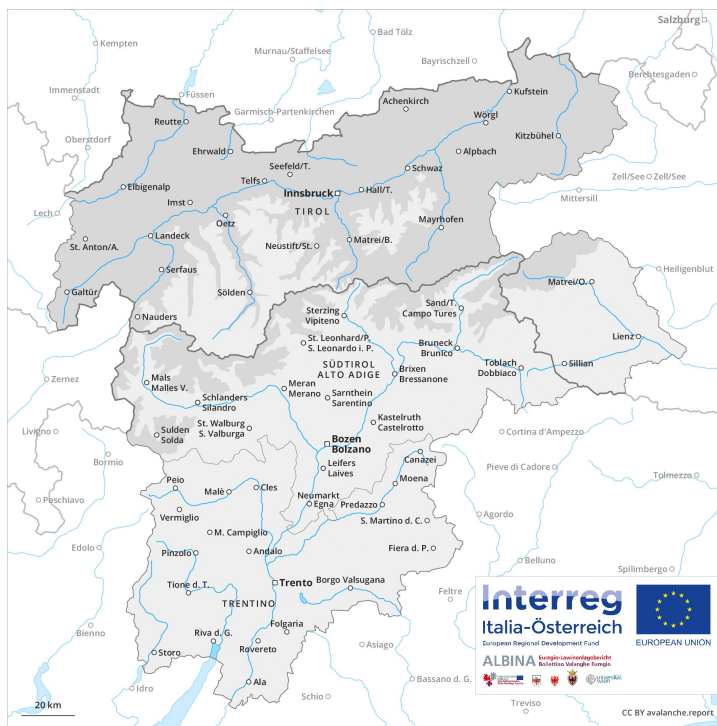 Salzburg
Kempten
Bad Tölz
Murnau/Staffelsee
Bayrischzell
Berchtesgaden
Immenstadt
Füssen
Garmisch-Partenkirchen
Achenkirch
Kufstein
Reutte
Wörgl
Oberstdorf
Ehrwald
Kitzbühel
Alpbach
Seefeld/T.
Schwaz
Telfs
Zell/See
Zell/See
Elbigenalp
Innsbruck
Hall/T.
Mittersill
Imst
TIROL
Lech
Oetz
Mayrhofen
Landeck
Matrei/B.
St. Anton/A.
Neustift/St.
Serfaus
Heiligenblut
Galtür
Sölden
Matrei/O.
Nauders
Sand/T.
Campo Tures
Sterzing
Vipiteno
Lienz
St. Leonhard/P.
S. Leonardo i. P.
Bruneck
Brunico
Toblach
Dobbiaco
Sillian
SÜDTIROL
ALTO ADIGE
Brixen
Bressanone
Zernez
Mals
Malles V.
Meran
Merano
Schlanders
Silandro
Sarnthein
Sarentino
St. Walburg
S. Valburga
Kastelruth
Castelrotto
Livigno
Sulden
Solda
Cortina d'Ampezzo
Bozen
Bolzano
Bormio
Canazei
Leifers
Laives
Pieve di Cadore
Tolmezzo
Peio
Moena
Malè
Cles
Neumarkt
Egna
Predazzo
Poschiavo
Vermiglio
Agordo
S. Martino d. C.
M. Campiglio
Edolo
Pinzolo
Andalo
Fiera d. P.
Belluno
Spilimbergo
Tione d. T.
Trento
Borgo Valsugana
Feltre
TRENTINO
Folgaria
Bienno
Riva d. G.
Rovereto
Asiago
Storo
Idro
Ala
Schio
Bassano d. G.
Treviso
20 km
Interreg
Italia-Österreich
European Regional Development Fund
EUROPEAN UNION
ALBINA
Euregio-Lawinenlagebericht
Bollettino Valanghe Euregio
universität
wien
CC BY avalanche.report